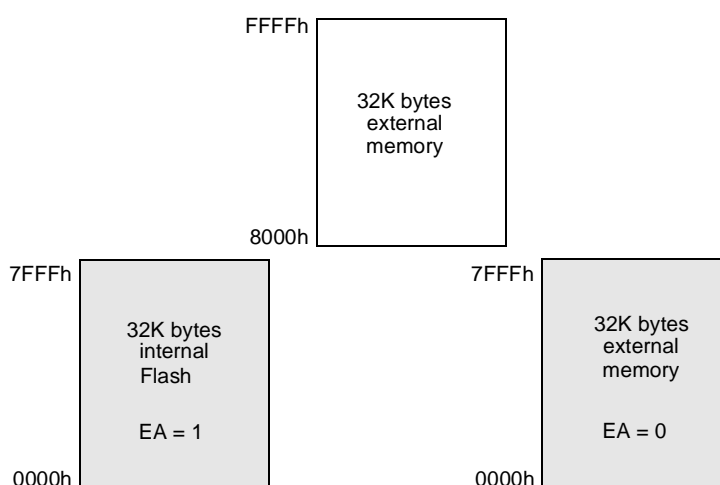 FFFFh
32K bytes
external
memory
8000h
7FFFh
32K bytes
internal
Flash
EA = 1
0000h
7FFFh
32K bytes
external
memory
EA = 0
0000h